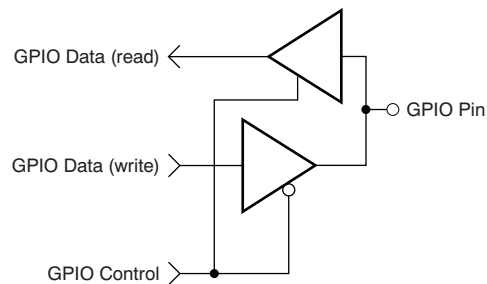 GPIO Data (read)
GPIO Pin
GPIO Data (write)
GPIO Control